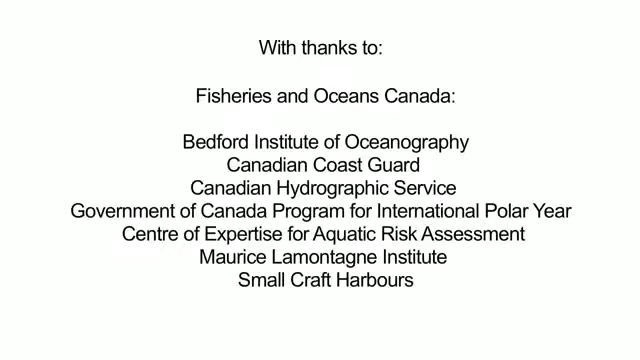 With thanks to:
Fisheries and Oceans Canada:
Bedford Institute of Oceanography
Canadian Coast Guard
Canadian Hydrographic Service
Government of Canada Program for International Polar Year
Centre of Expertise for Aquatic Risk Assessment
Maurice Lamontagne Institute
Small Craft Harbours